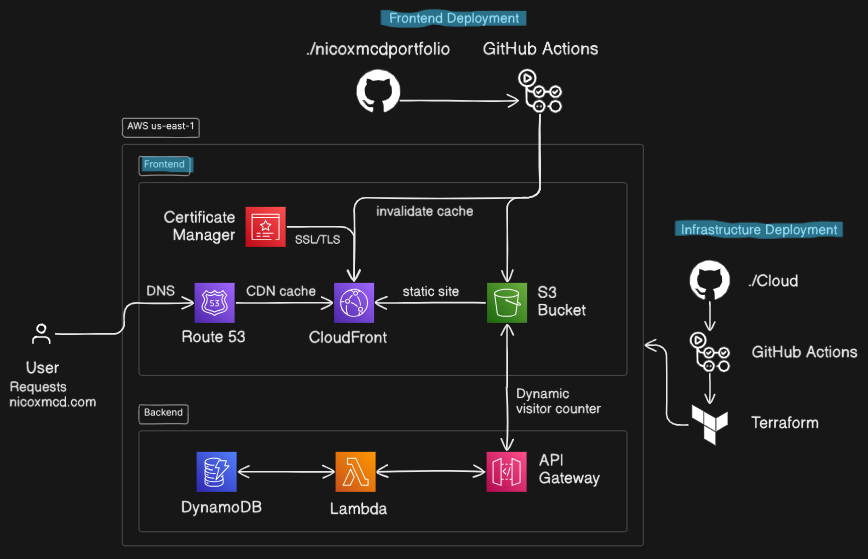 Frontend Deployment
./nicoxmcdportfolio
GitHub Actions
AWS us-east-1
Frontend
Certificate
Manager
SSL/TLS
invalidate cache
Infrastructure Deployment
./Cloud
DNS
53
CDN cache
static site
S3
Bucket
Route 53
CloudFront
GitHub Actions
User
Requests
nicoxmcd.com
Dynamic
visitor counter
Terraform
Backend
API
Gateway
DynamoDB
Lambda